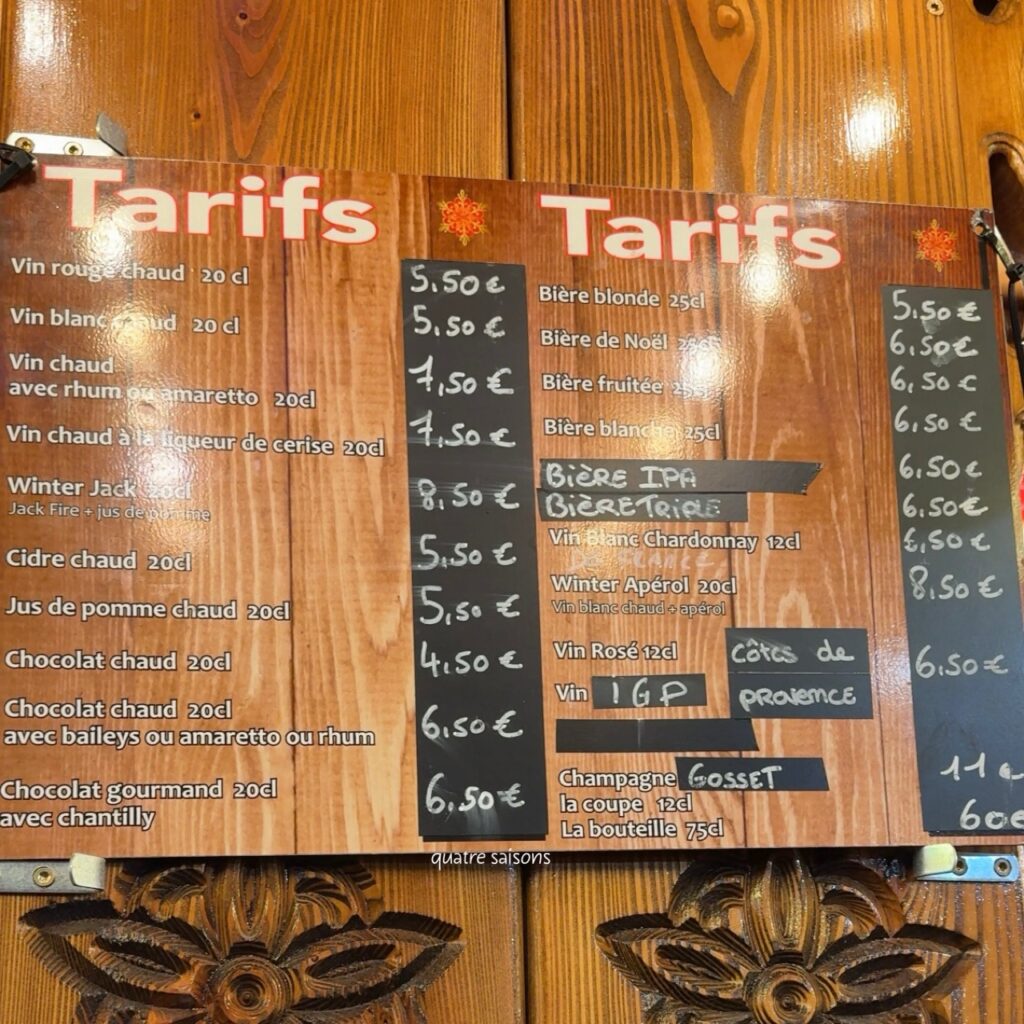 Tarifs
Vin rouge chaud 20 cl 5,50 €
Vin blanc chaud 20 cl 5,50 €
Vin chaud
avec rhum ou amaretto 20cl 7,50 €
Vin chaud à la liqueur de cerise 20cl 7,50 €
Winter Jack 20cl 8,50 €
Jack Fire + jus de pomme
Cidre chaud 20cl 5,50 €
Jus de pomme chaud 20cl 5,50 €
Chocolat chaud 20cl 4,50 €
Chocolat chaud 20cl
avec baileys ou amaretto ou rhum 6,50 €
Chocolat gourmand 20cl
avec chantilly 6,50 €
Tarifs
Bière blonde 25cl 5,50 €
Bière de Noël 25cl 6,50 €
Bière fruitée 25cl 6,50 €
Bière blanche 25cl 6,50 €
BIÈRE IPA 6,50 €
BIÈRE TRIPLE 6,50 €
Vin Blanc Chardonnay 12cl ,50 €
Winter Apérol 20cl 8,50 €
Vin blanc chaud + apérol
Vin Rosé 12cl côtes de 6,50 €
Vin IGP PROVENCE
Champagne GOSSET
la coupe 12cl 11 €
La bouteille 75cl 60€
quatre saisons